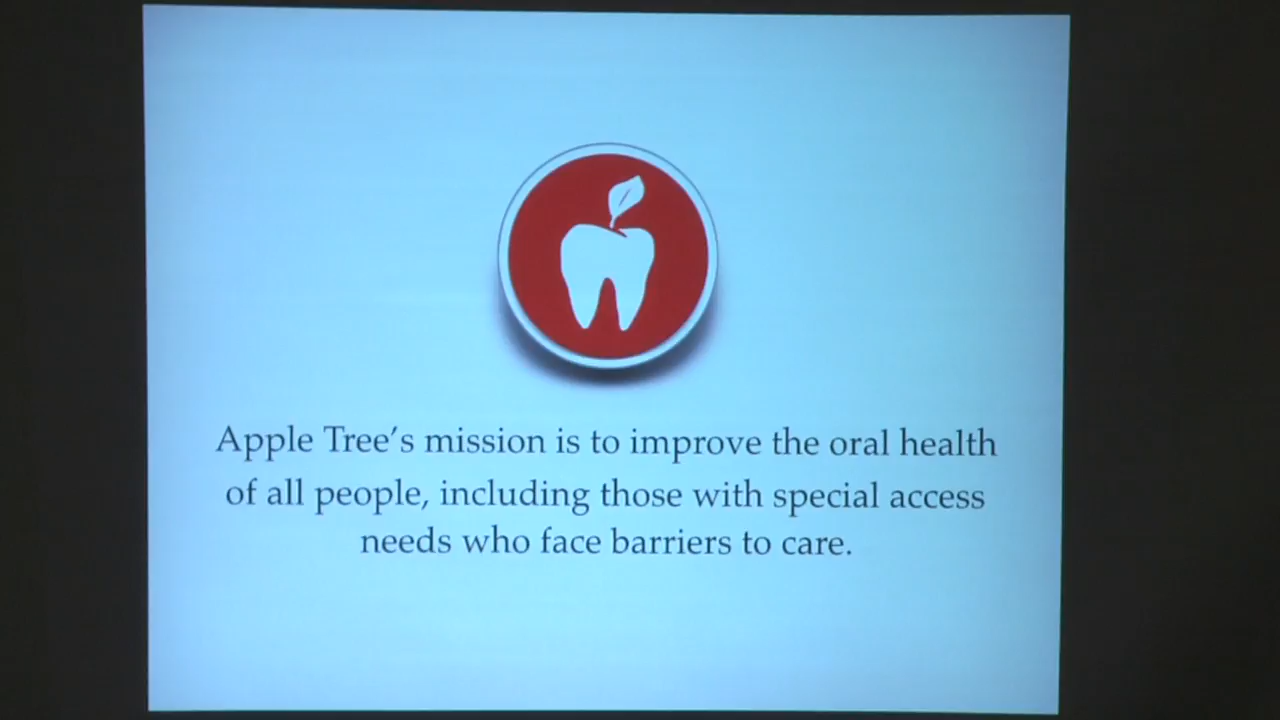 Apple Tree's mission is to improve the oral health
of all people, including those with special access
needs who face barriers to care.